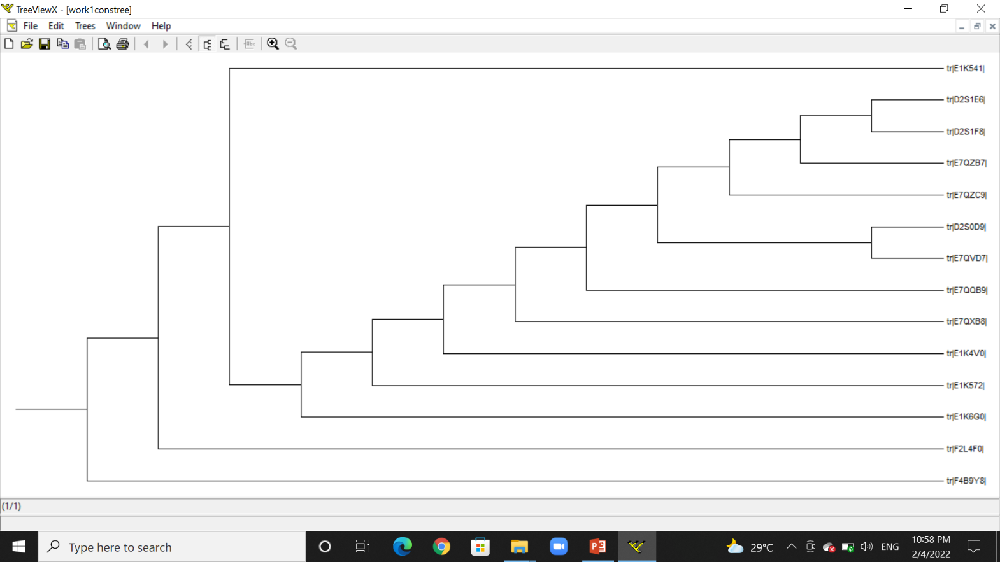 TreeViewX - [work1constree]
File Edit Trees Window Help
Abc
tr|E1K541|
tr|D2S1E6|
tr|D2S1F8|
tr|E7QZB7|
tr|E7QZC9|
tr|D2S0D9|
tr|E7QVD7|
tr|E7QQB9|
tr|E7QXB8|
tr|E1K4V0|
tr|E1K572|
tr|E1K6G0|
tr|F2L4F0|
tr|F4B9Y8|
(1/1)
Type here to search
P
29°C
ENG
10:58 PM
2/4/2022